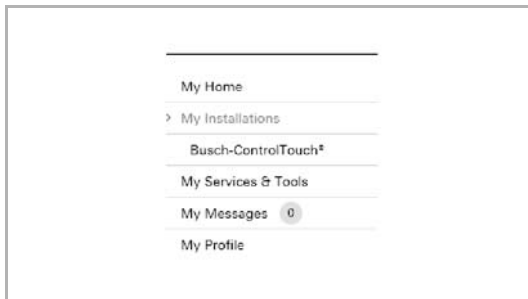 My Home
> My Installations
Busch-ControlTouch®
My Services & Tools
My Messages 0
My Profile